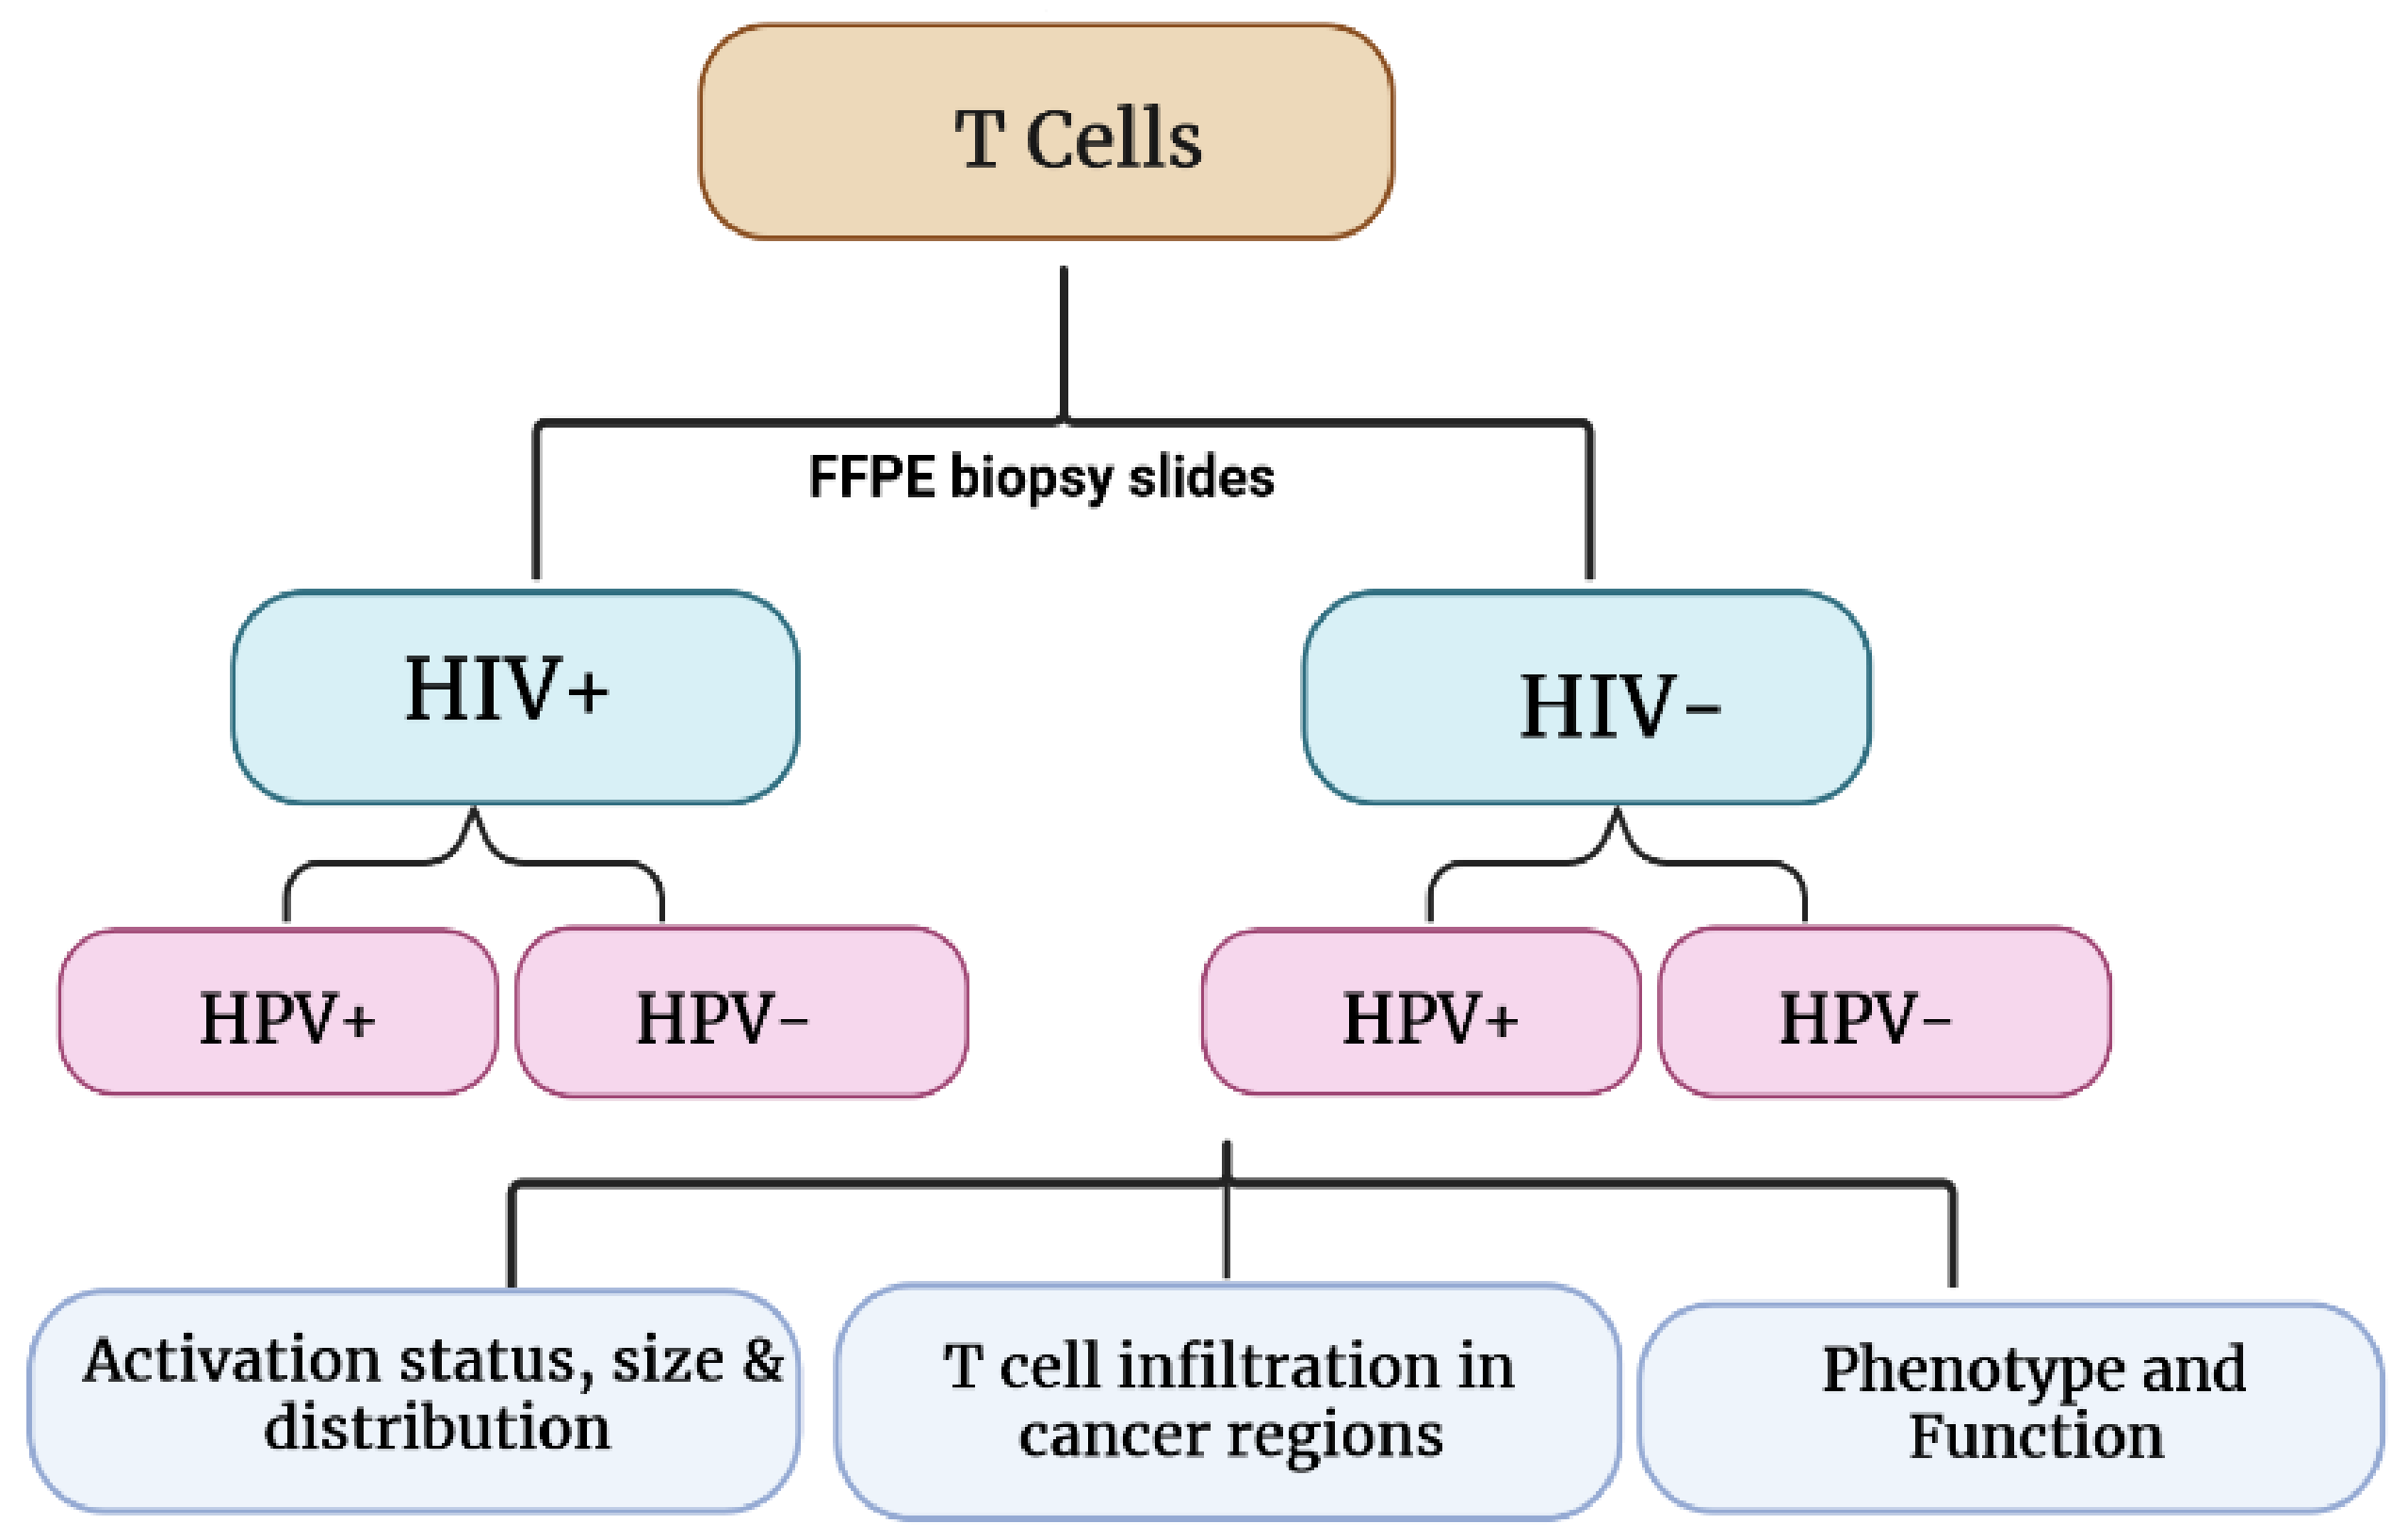 T Cells
FFPE biopsy slides
HIV+
HIV-
HPV+
HPV-
HPV+
HPV-
Activation status, size &
distribution
T cell infiltration in
cancer regions
Phenotype and
Function